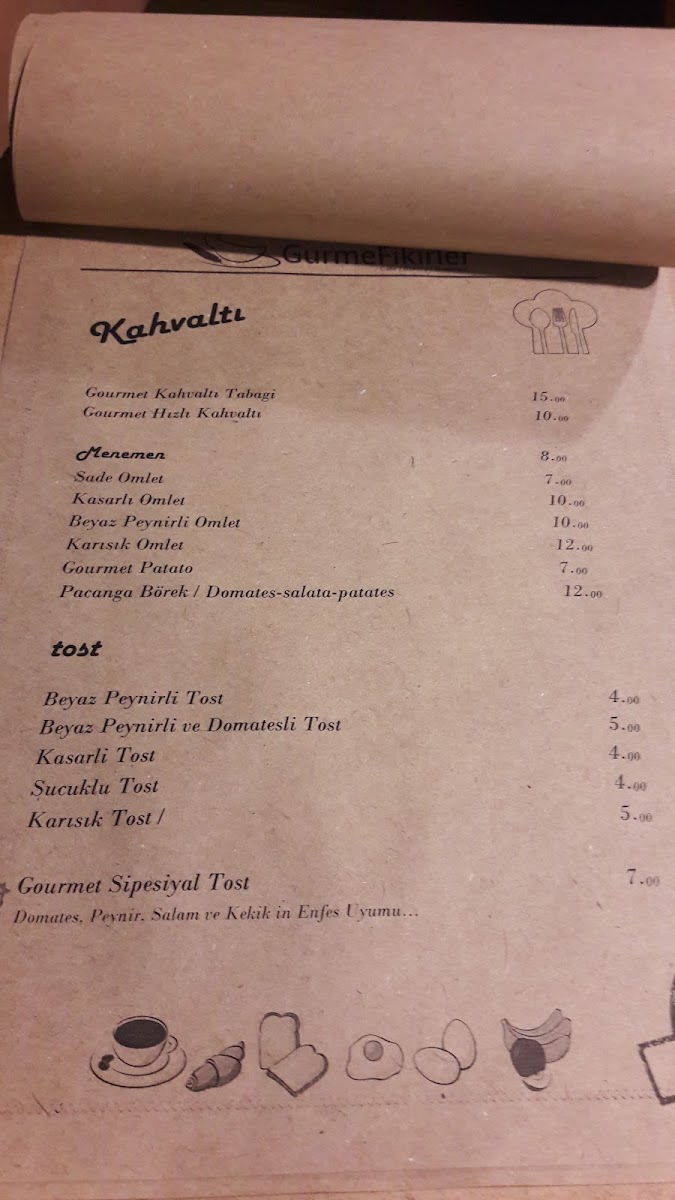 GurmeFikirler
Kahvaltı
Gourmet Kahvaltı Tabagi 15.00
Gourmet Hızlı Kahvaltı 10.00
Menemen 8.00
Sade Omlet 7.00
Kasarlı Omlet 10.00
Beyaz Peynirli Omlet 10.00
Karısık Omlet 12.00
Gourmet Patato 7.00
Pacanga Börek / Domates-salata-patates 12.00
tost
Beyaz Peynirli Tost 4.00
Beyaz Peynirli ve Domatesli Tost 5.00
Kasarli Tost 4.00
Sucuklu Tost 4.00
Karısık Tost / 5.00
Gourmet Sipesiyal Tost 7.00
Domates, Peynir, Salam ve Kekik in Enfes Uyumu...